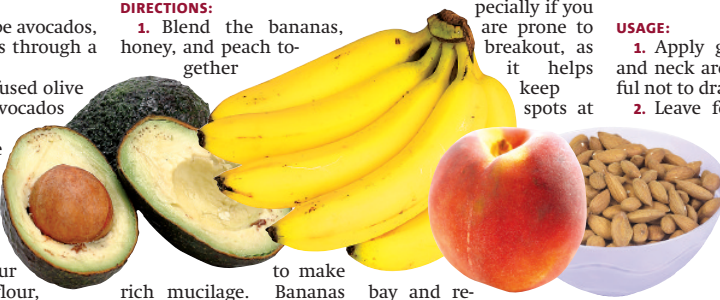 pe avocados,
s through a
fused olive
vocados
e
ur
flour,
DIRECTIONS:
1. Blend the bananas,
honey, and peach to-
gether
to make
rich mucilage. Bananas
pecially if you
are prone to
breakout, as
it helps
keep
spots at
bay and re-
USAGE:
1. Apply g
and neck ar
ful not to dra
2. Leave f